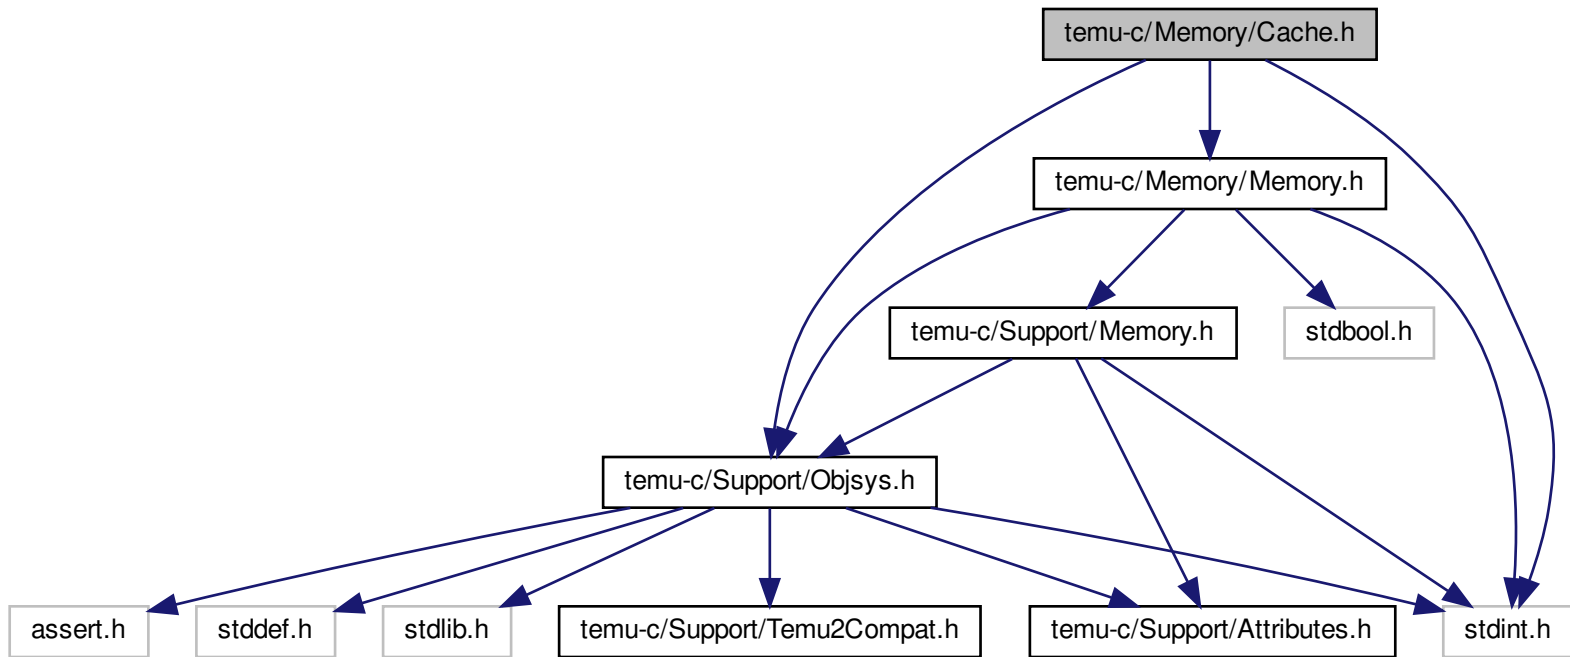 temu-c/Memory/Cache.h
temu-c/Memory/Memory.h
temu-c/Support/Memory.h
stdbool.h
temu-c/Support/Objsys.h
assert.h
stddef.h
stdlib.h
temu-c/Support/Temu2Compat.h
temu-c/Support/Attributes.h
stdint.h